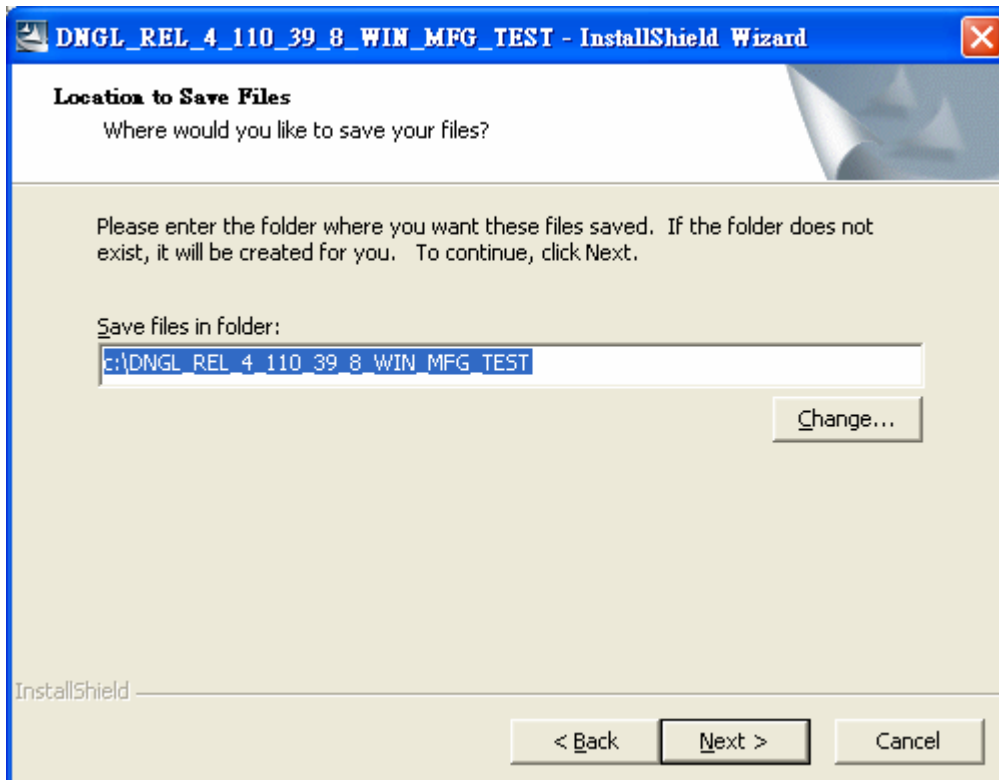 DNGL_REL_4_110_39_8_WIN_MFG_TEST - InstallShield Wizard
Location to Save Files
Where would you like to save your files?
Please enter the folder where you want these files saved.  If the folder does not
exist, it will be created for you.   To continue, click Next.
Save files in folder:
c:\DNGL_REL_4_110_39_8_WIN_MFG_TEST
Change...
InstallShield
< Back
Next >
Cancel